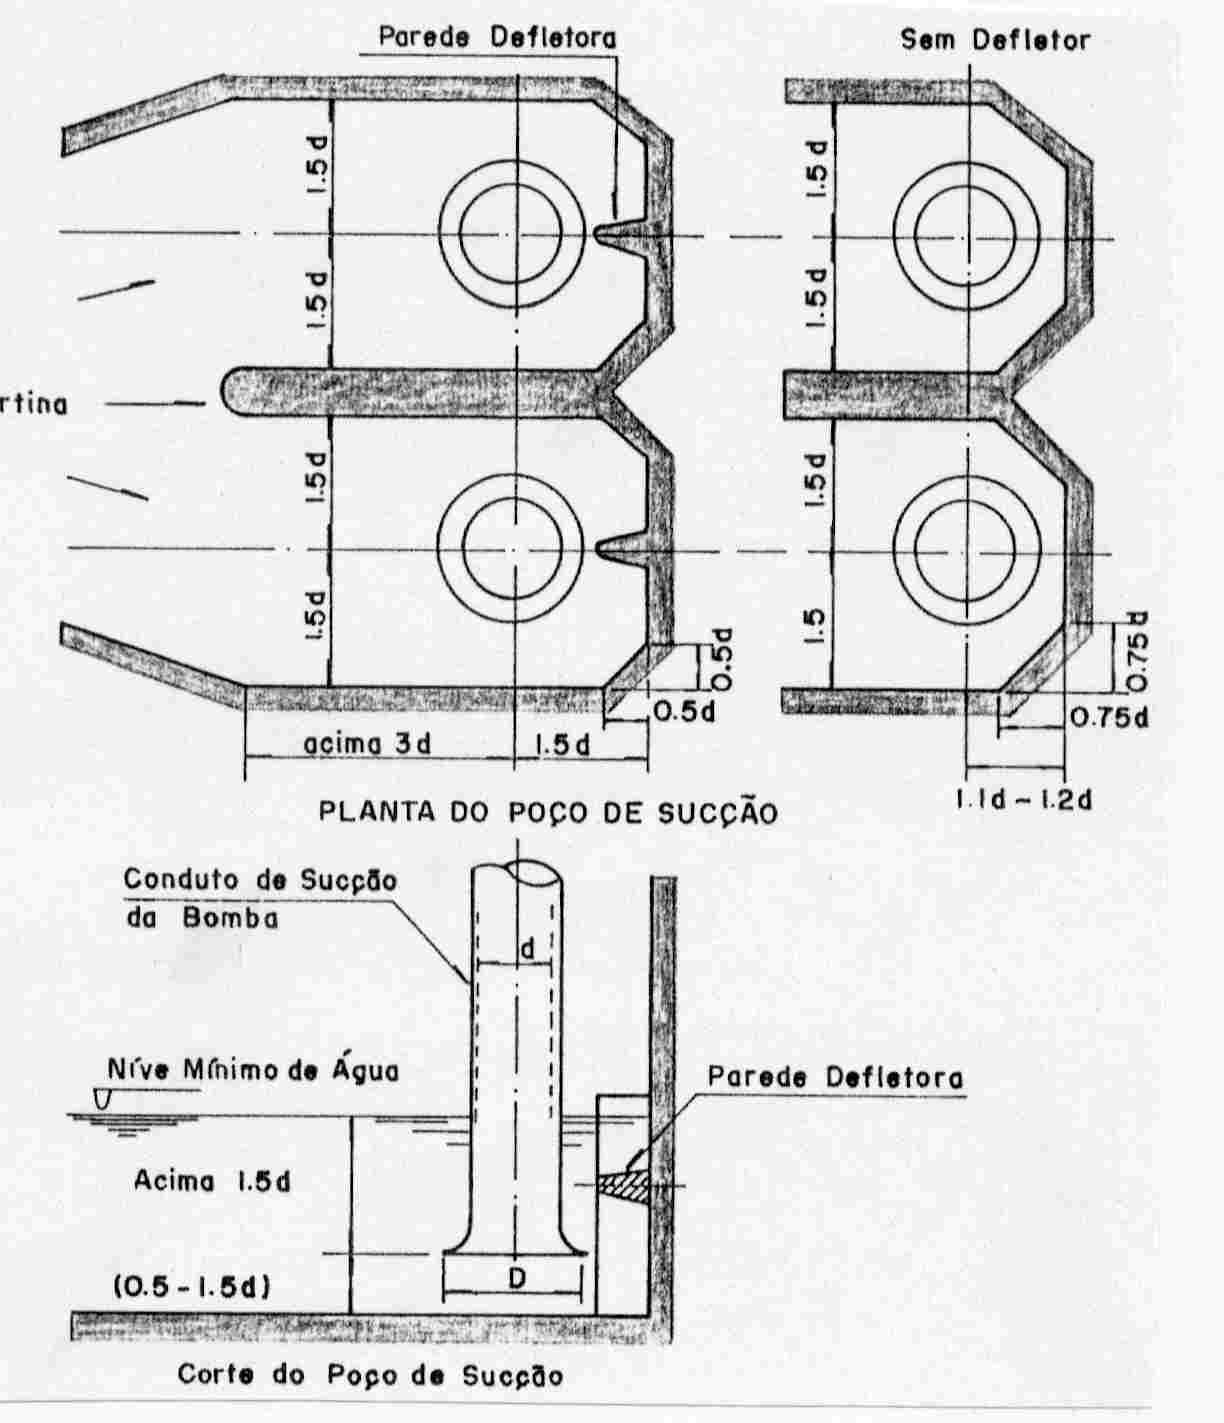 Parede Defletora
Sem Defletor
1.5d
1.5d
1.5d
1.5d
rtina
1.5d
1.5d
1.5d
1.5
0.5d
0.75d
0.5d
0.75d
acima 3d
1.5d
1.1d - 1.2d
PLANTA DO POÇO DE SUCÇÃO
Conduto de Sucção
da Bomba
d
Níve Mínimo de Água
Parede Defletora
Acima 1.5d
D
(0.5 - 1.5d)
Corte do Poço de Sucção